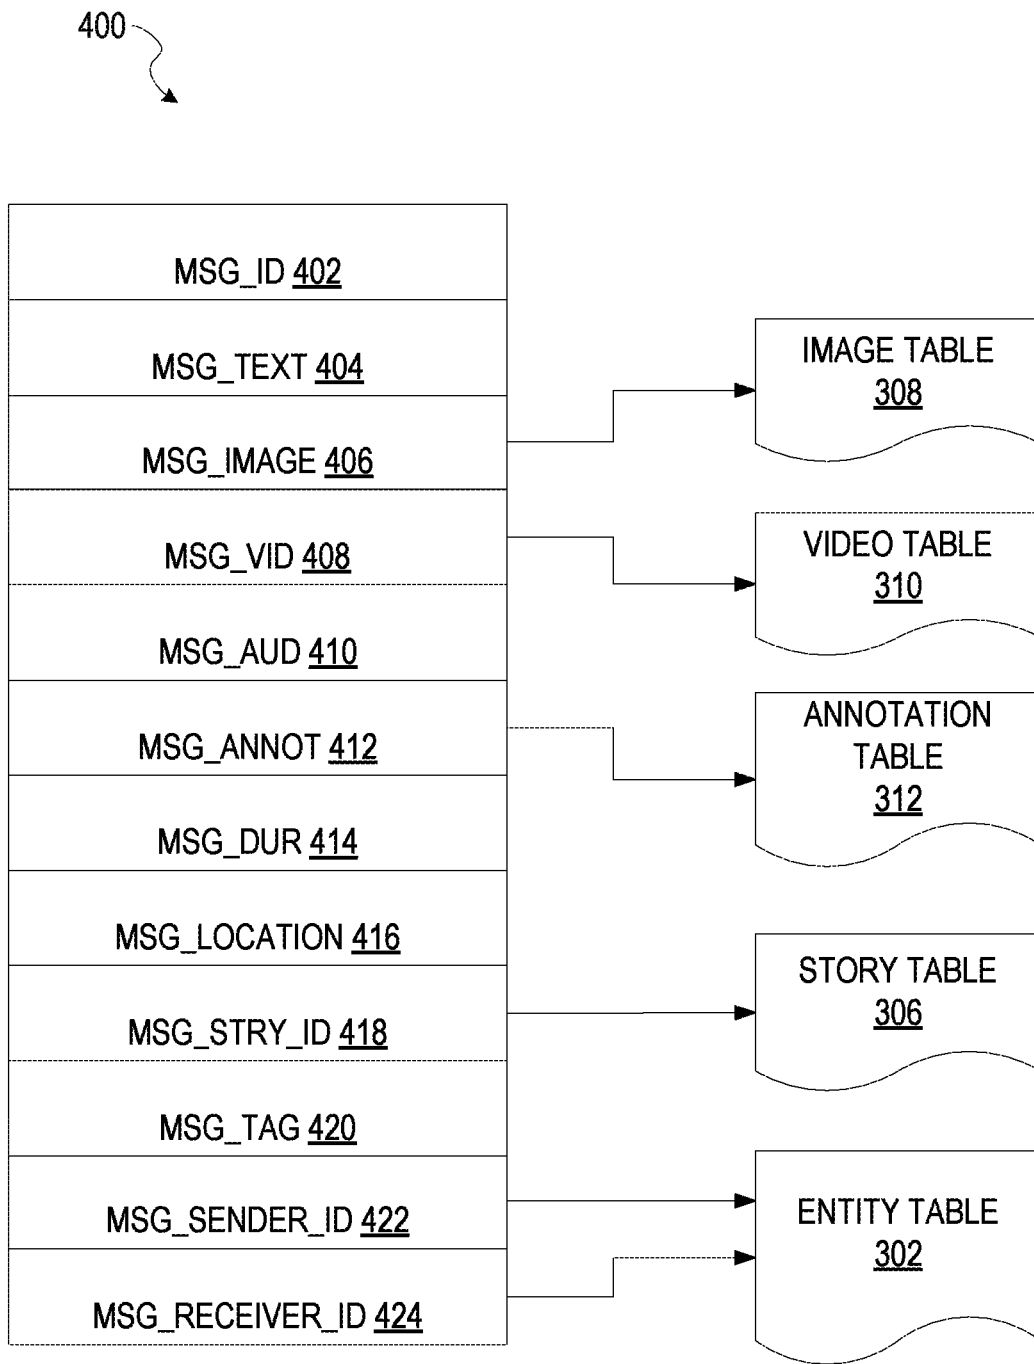 400
MSG_ID 402
MSG_TEXT 404
MSG_IMAGE 406
MSG_VID 408
MSG_AUD 410
MSG_ANNOT 412
MSG_DUR 414
MSG_LOCATION 416
MSG_STRY_ID 418
MSG_TAG 420
MSG_SENDER_ID 422
MSG_RECEIVER_ID 424
IMAGE TABLE
308
VIDEO TABLE
310
ANNOTATION
TABLE
312
STORY TABLE
306
ENTITY TABLE
302